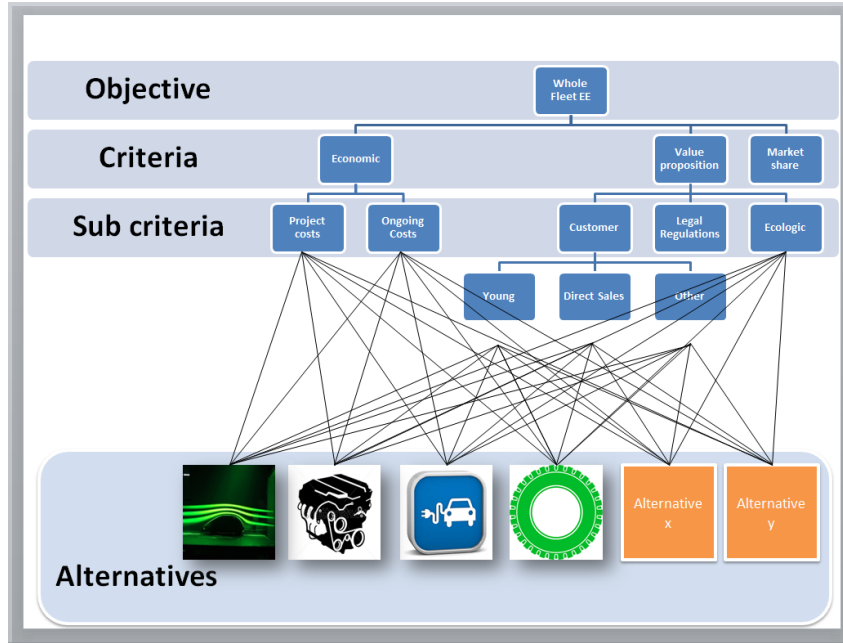 Objective
Whole
Fleet EE
Criteria
Economic
Value
proposition
Market
share
Sub criteria
Project
costs
Ongoing
Costs
Customer
Legal
Regulations
Ecologic
Young
Direct Sales
Other
Alternative
x
Alternative
y
Alternatives